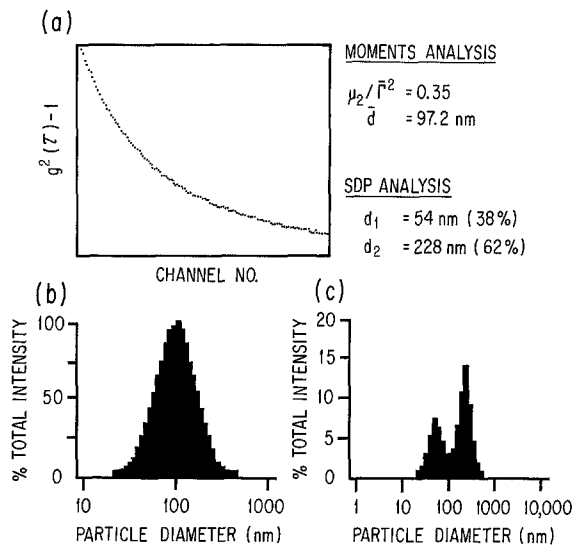 (a)
g²(τ)-1
CHANNEL NO.
MOMENTS ANALYSIS
μ₂/Γ̄² = 0.35
d̄ = 97.2 nm
SDP ANALYSIS
d₁ = 54 nm (38%)
d₂ = 228 nm (62%)
(b)
% TOTAL INTENSITY
100
50
0
10 100 1000
PARTICLE DIAMETER (nm)
(c)
% TOTAL INTENSITY
20
15
10
5
0
1 10 100 1000 10,000
PARTICLE DIAMETER (nm)